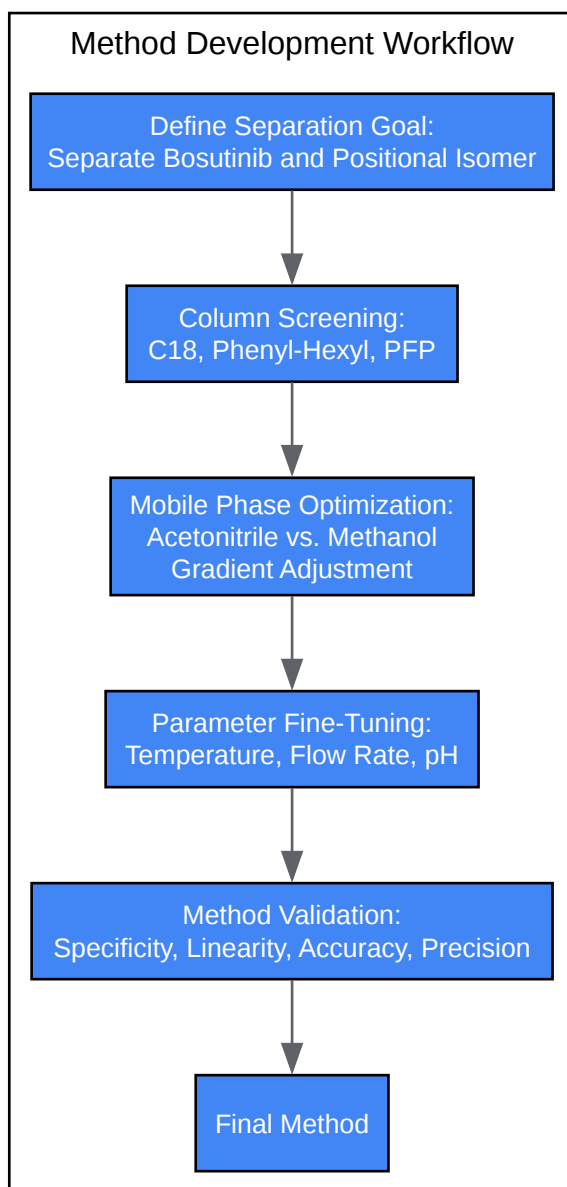 Method Development Workflow
Define Separation Goal:
Separate Bosutinib and Positional Isomer
Column Screening:
C18, Phenyl-Hexyl, PFP
Mobile Phase Optimization:
Acetonitrile vs. Methanol
Gradient Adjustment
Parameter Fine-Tuning:
Temperature, Flow Rate, pH
Method Validation:
Specificity, Linearity, Accuracy, Precision
Final Method